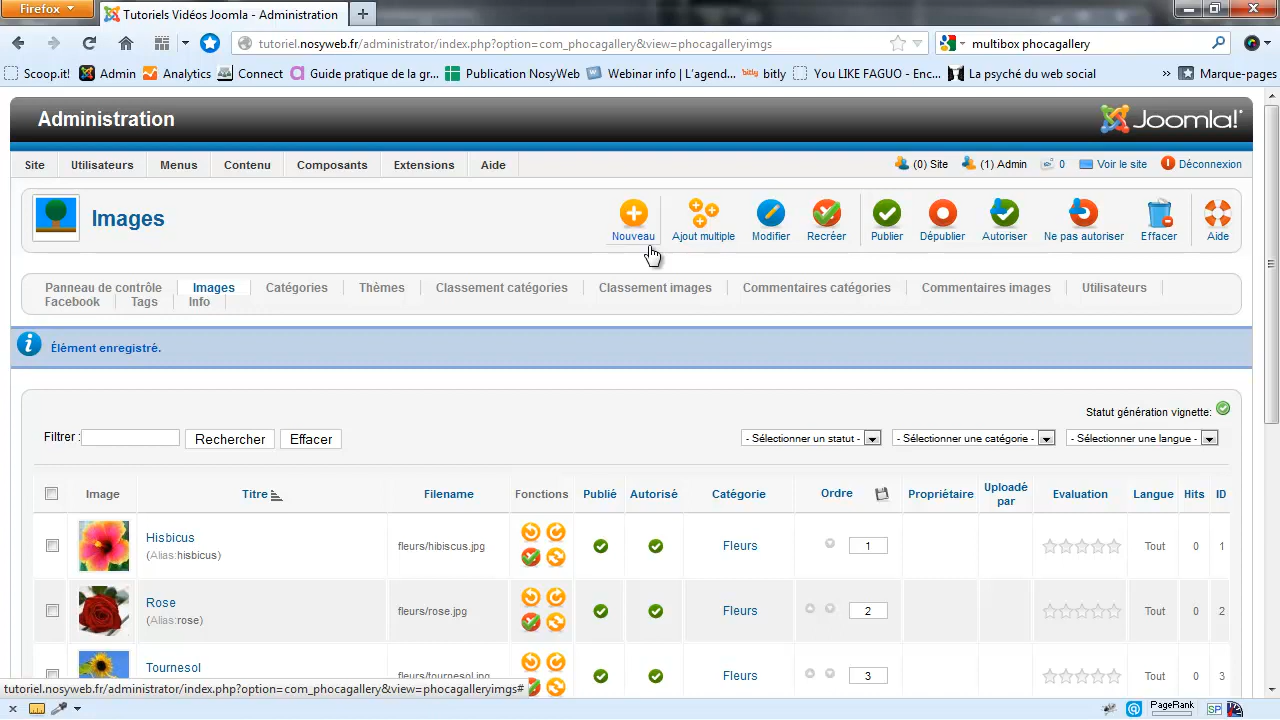 Firefox
Tutoriels Vidéos Joomla - Administration
tutoriel.nosyweb.fr/administrator/index.php?option=com_phocagallery&view=phocagalleryimgs
multibox phocagallery
Scoop.it! Admin Analytics Connect Guide pratique de la gr... Publication NosyWeb Webinar info | L'agend... bitly bitly You LIKE FAGUO - Enc... La psyché du web social » Marque-pages
Administration
Joomla!
Site Utilisateurs Menus Contenu Composants Extensions Aide
(0) Site (1) Admin 0 Voir le site Déconnexion
Images
Nouveau Ajout multiple Modifier Recréer Publier Dépublier Autoriser Ne pas autoriser Effacer Aide
Panneau de contrôle Images Catégories Thèmes Classement catégories Classement images Commentaires catégories Commentaires images Utilisateurs
Facebook Tags Info
Élément enregistré.
Statut génération vignette:
Filtrer : Rechercher Effacer - Sélectionner un statut - - Sélectionner une catégorie - - Sélectionner une langue -
Image Titre Filename Fonctions Publié Autorisé Catégorie Ordre Propriétaire Uploadé par Evaluation Langue Hits ID
Hisbicus
(Alias:hisbicus)
fleurs/hibiscus.jpg Fleurs 1 Tout 0 1
Rose
(Alias:rose)
fleurs/rose.jpg Fleurs 2 Tout 0 2
Tournesol
fleurs/tournesol.jpg Fleurs 3 Tout 0 3
tutoriel.nosyweb.fr/administrator/index.php?option=com_phocagallery&view=phocagalleryimgs#
PageRank
SP